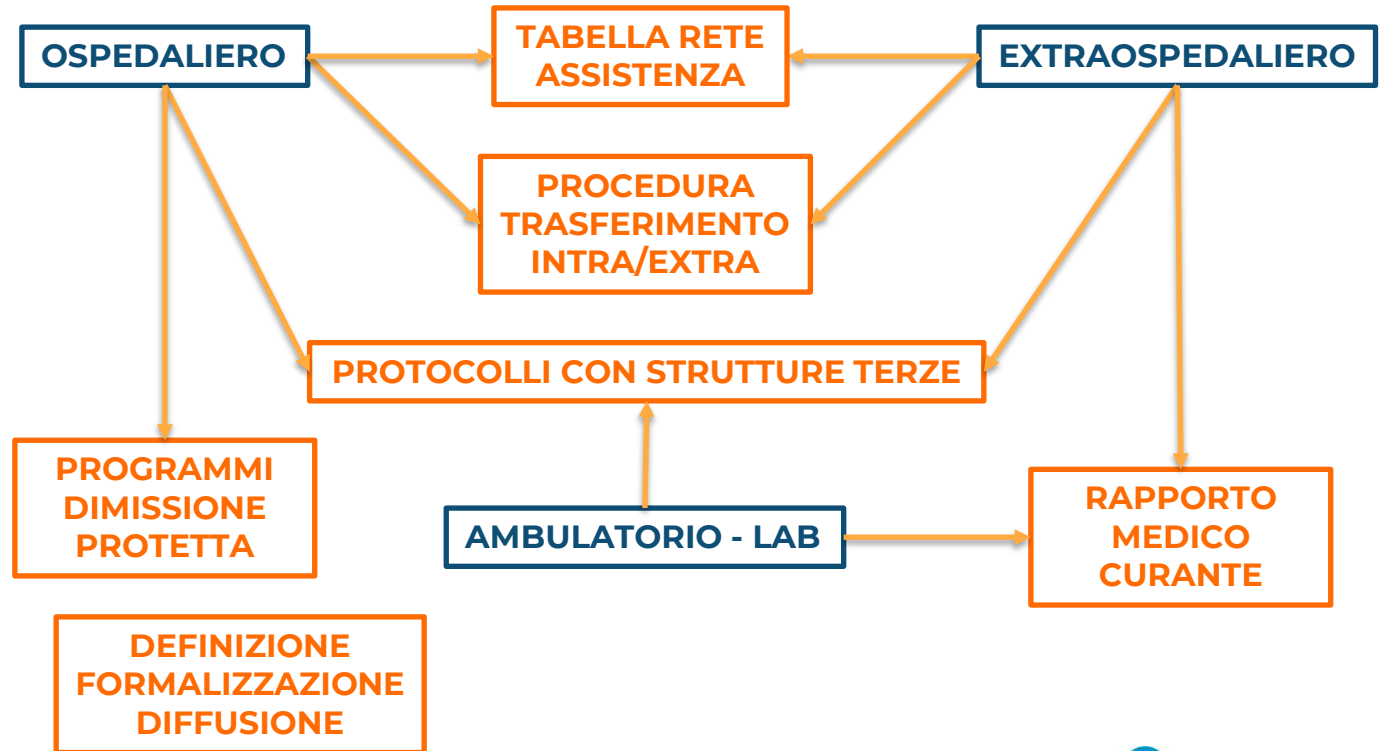 OSPEDALIERO
TABELLA RETE
ASSISTENZA
EXTRAOSPEDALIERO
PROCEDURA
TRASFERIMENTO
INTRA/EXTRA
PROTOCOLLI CON STRUTTURE TERZE
PROGRAMMI
DIMISSIONE
PROTETTA
AMBULATORIO - LAB
RAPPORTO
MEDICO
CURANTE
DEFINIZIONE
FORMALIZZAZIONE
DIFFUSIONE